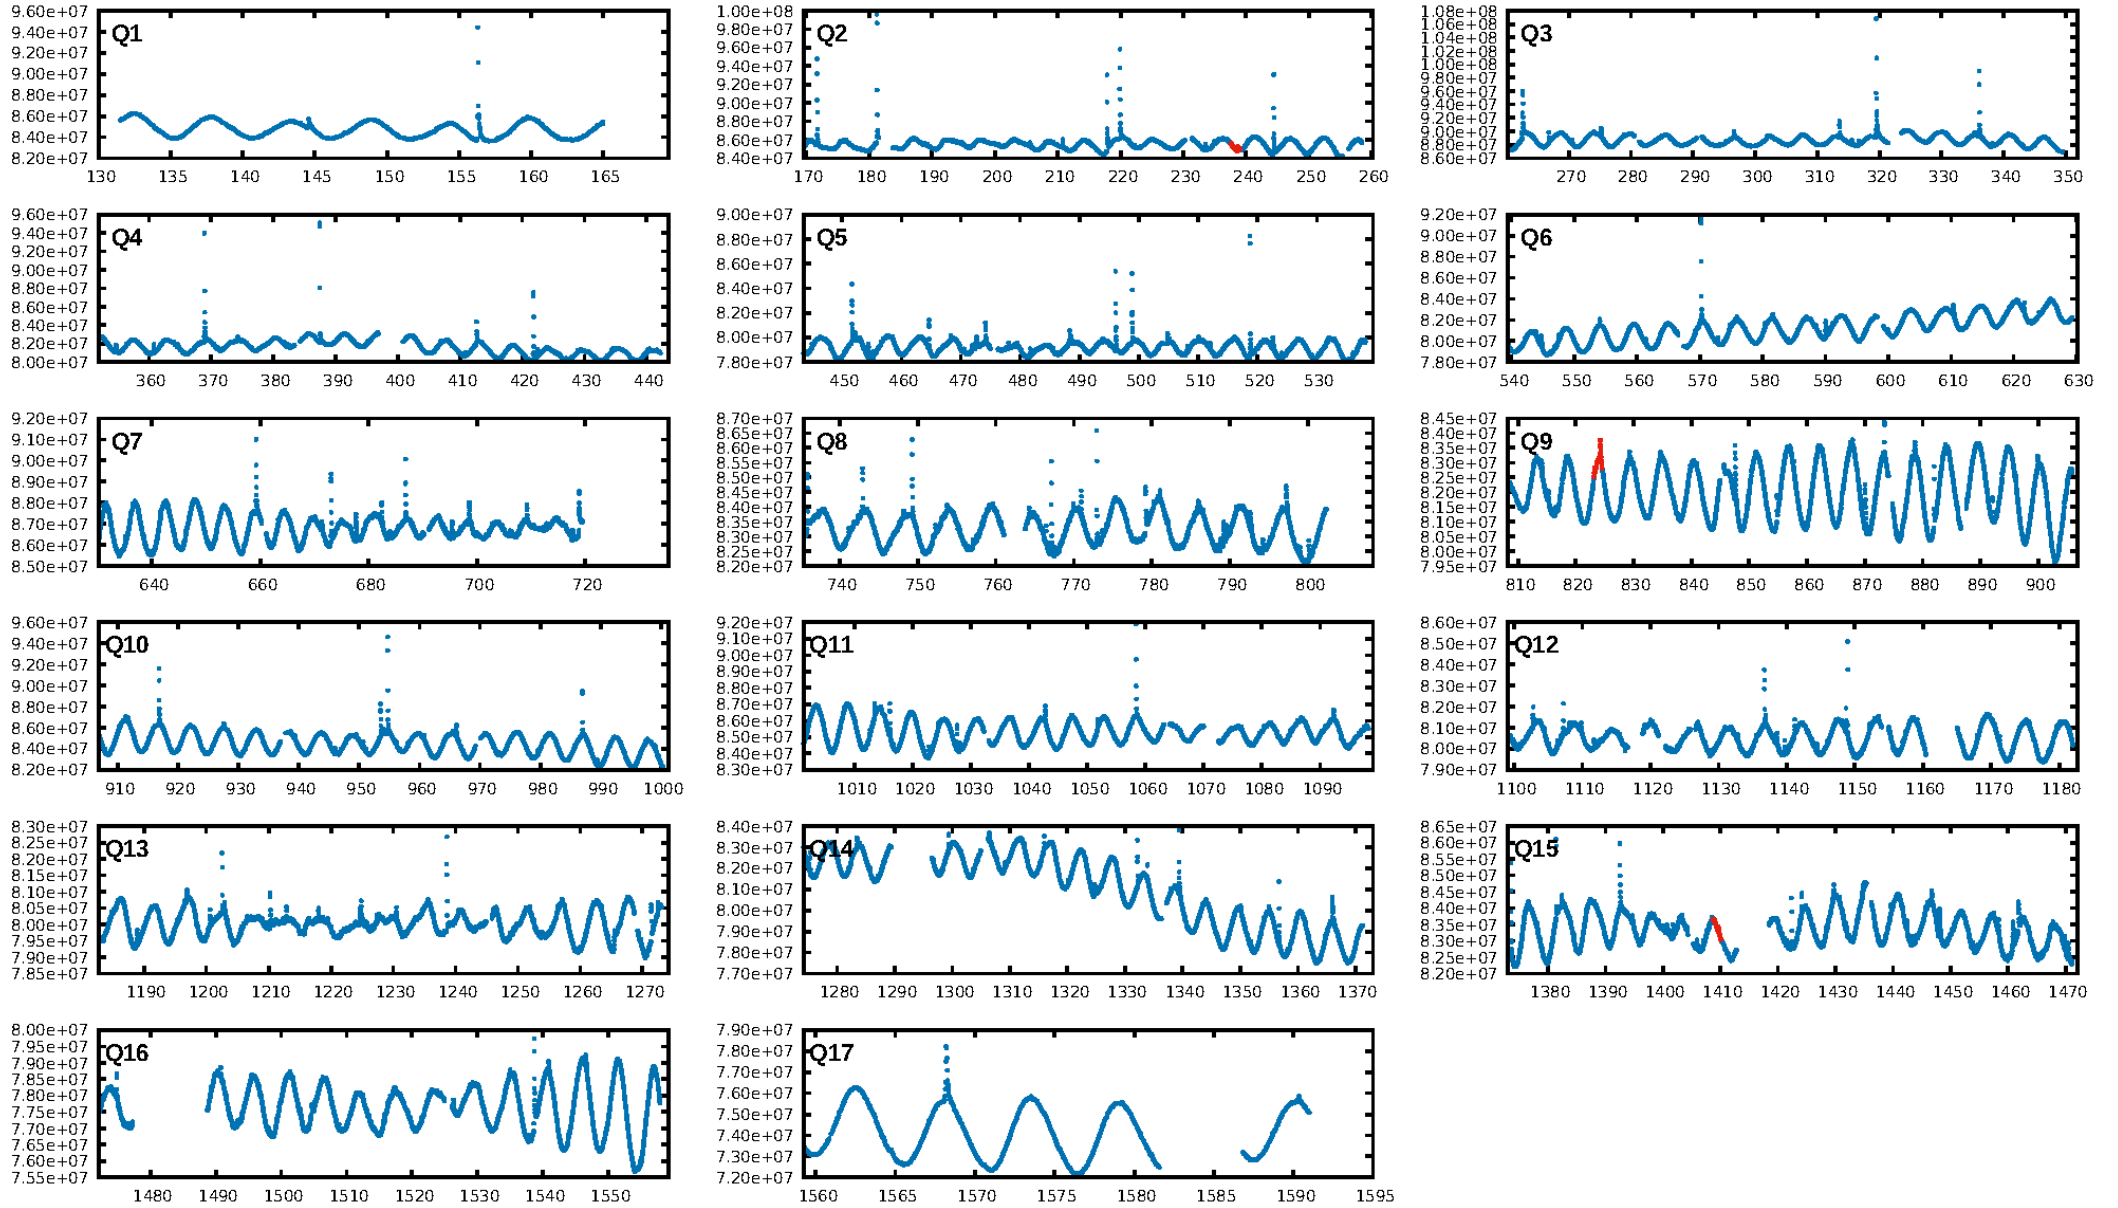 Q1
9.60e+07
9.40e+07
9.20e+07
9.00e+07
8.80e+07
8.60e+07
8.40e+07
8.20e+07
130 135 140 145 150 155 160 165
Q2
1.00e+08
9.80e+07
9.60e+07
9.40e+07
9.20e+07
9.00e+07
8.80e+07
8.60e+07
8.40e+07
170 180 190 200 210 220 230 240 250 260
Q3
1.08e+08
1.06e+08
1.04e+08
1.02e+08
1.00e+08
9.80e+07
9.60e+07
9.40e+07
9.20e+07
9.00e+07
8.80e+07
8.60e+07
270 280 290 300 310 320 330 340 350
Q4
9.60e+07
9.40e+07
9.20e+07
9.00e+07
8.80e+07
8.60e+07
8.40e+07
8.20e+07
8.00e+07
360 370 380 390 400 410 420 430 440
Q5
9.00e+07
8.80e+07
8.60e+07
8.40e+07
8.20e+07
8.00e+07
7.80e+07
450 460 470 480 490 500 510 520 530
Q6
9.20e+07
9.00e+07
8.80e+07
8.60e+07
8.40e+07
8.20e+07
8.00e+07
7.80e+07
540 550 560 570 580 590 600 610 620 630
Q7
9.20e+07
9.10e+07
9.00e+07
8.90e+07
8.80e+07
8.70e+07
8.60e+07
8.50e+07
640 660 680 700 720
Q8
8.70e+07
8.65e+07
8.60e+07
8.55e+07
8.50e+07
8.45e+07
8.40e+07
8.35e+07
8.30e+07
8.25e+07
8.20e+07
740 750 760 770 780 790 800
Q9
8.45e+07
8.40e+07
8.35e+07
8.30e+07
8.25e+07
8.20e+07
8.15e+07
8.10e+07
8.05e+07
8.00e+07
7.95e+07
810 820 830 840 850 860 870 880 890 900
Q10
9.60e+07
9.40e+07
9.20e+07
9.00e+07
8.80e+07
8.60e+07
8.40e+07
8.20e+07
910 920 930 940 950 960 970 980 990 1000
Q11
9.20e+07
9.10e+07
9.00e+07
8.90e+07
8.80e+07
8.70e+07
8.60e+07
8.50e+07
8.40e+07
8.30e+07
1010 1020 1030 1040 1050 1060 1070 1080 1090
Q12
8.60e+07
8.50e+07
8.40e+07
8.30e+07
8.20e+07
8.10e+07
8.00e+07
7.90e+07
1100 1110 1120 1130 1140 1150 1160 1170 1180
Q13
8.30e+07
8.25e+07
8.20e+07
8.15e+07
8.10e+07
8.05e+07
8.00e+07
7.95e+07
7.90e+07
7.85e+07
1190 1200 1210 1220 1230 1240 1250 1260 1270
Q14
8.40e+07
8.30e+07
8.20e+07
8.10e+07
8.00e+07
7.90e+07
7.80e+07
7.70e+07
1280 1290 1300 1310 1320 1330 1340 1350 1360 1370
Q15
8.65e+07
8.60e+07
8.55e+07
8.50e+07
8.45e+07
8.40e+07
8.35e+07
8.30e+07
8.25e+07
8.20e+07
1380 1390 1400 1410 1420 1430 1440 1450 1460 1470
Q16
8.00e+07
7.95e+07
7.90e+07
7.85e+07
7.80e+07
7.75e+07
7.70e+07
7.65e+07
7.60e+07
7.55e+07
1480 1490 1500 1510 1520 1530 1540 1550
Q17
7.90e+07
7.80e+07
7.70e+07
7.60e+07
7.50e+07
7.40e+07
7.30e+07
7.20e+07
1560 1565 1570 1575 1580 1585 1590 1595